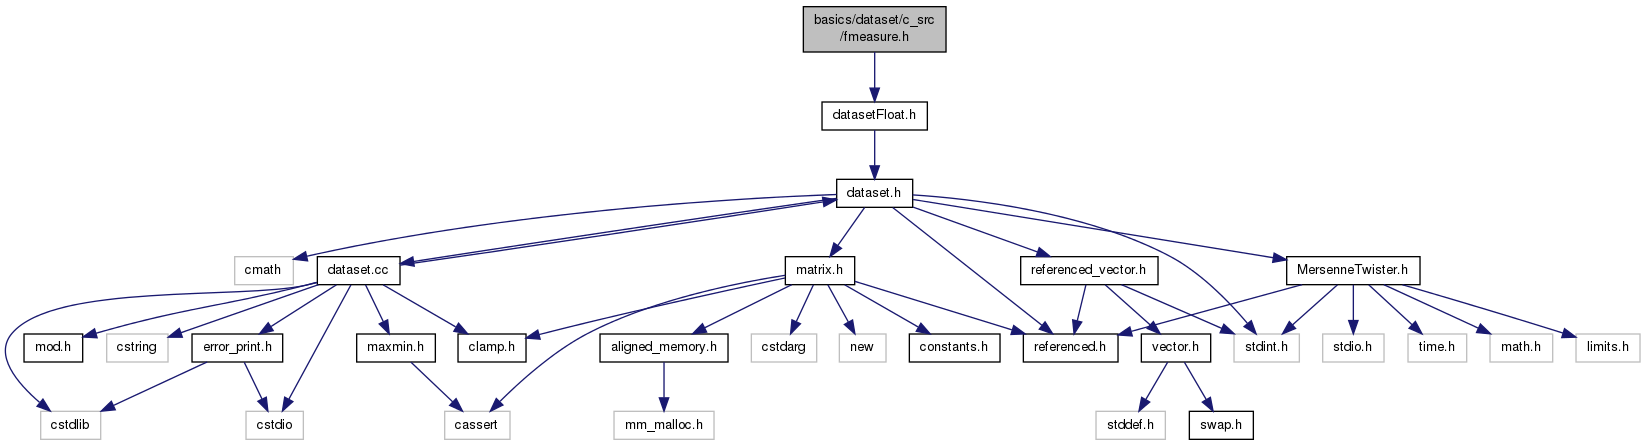 basics/dataset/c_src
/fmeasure.h
datasetFloat.h
dataset.h
cmath
dataset.cc
matrix.h
referenced_vector.h
MersenneTwister.h
mod.h
cstring
error_print.h
maxmin.h
clamp.h
aligned_memory.h
cstdarg
new
constants.h
referenced.h
vector.h
stdint.h
stdio.h
time.h
math.h
limits.h
cstdlib
cstdio
cassert
mm_malloc.h
stddef.h
swap.h